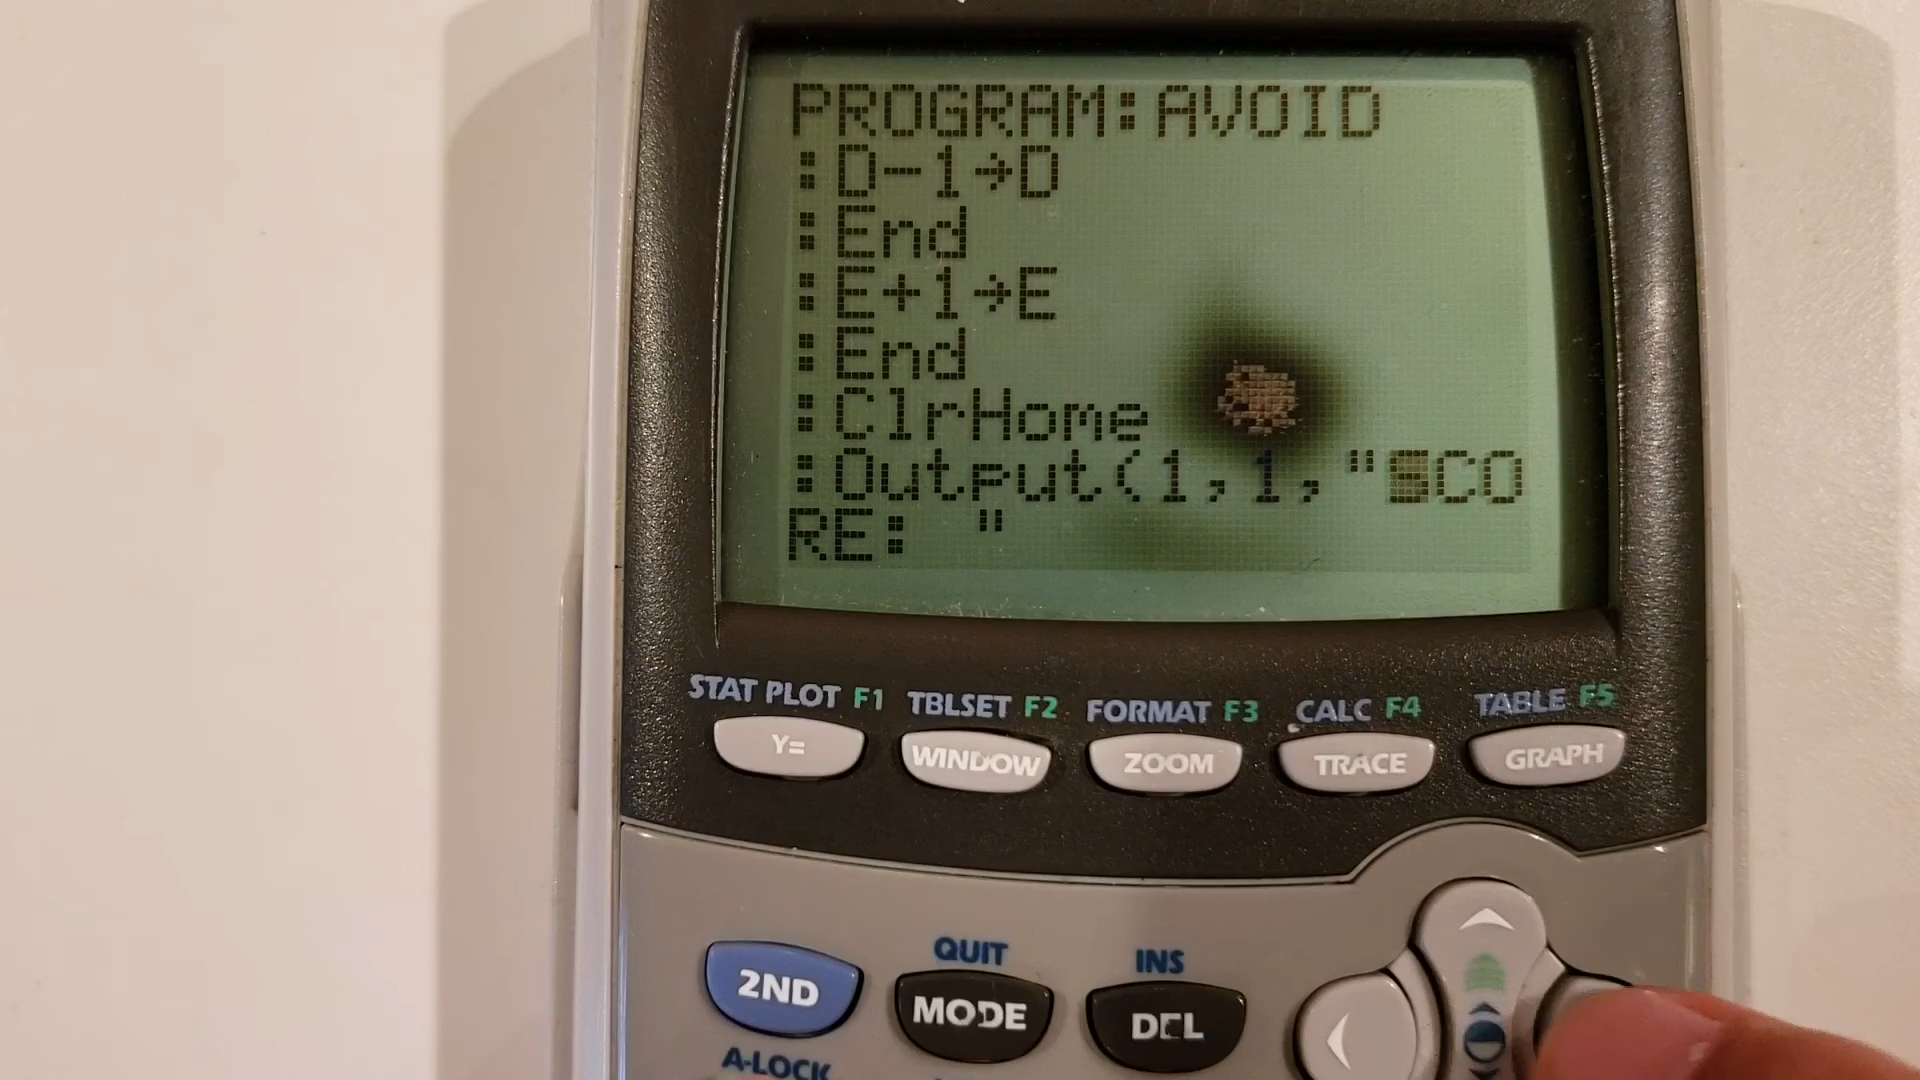 PROGRAM:AVOID
:D-1→D
:End
:E+1→E
:End
:ClrHome
:Output(1,1,"SCO
RE: "
STAT PLOT F1 TBLSET F2 FORMAT F3 CALC F4 TABLE F5
Y= WINDOW ZOOM TRACE GRAPH
QUIT INS
2ND MODE DEL
A-LOCK